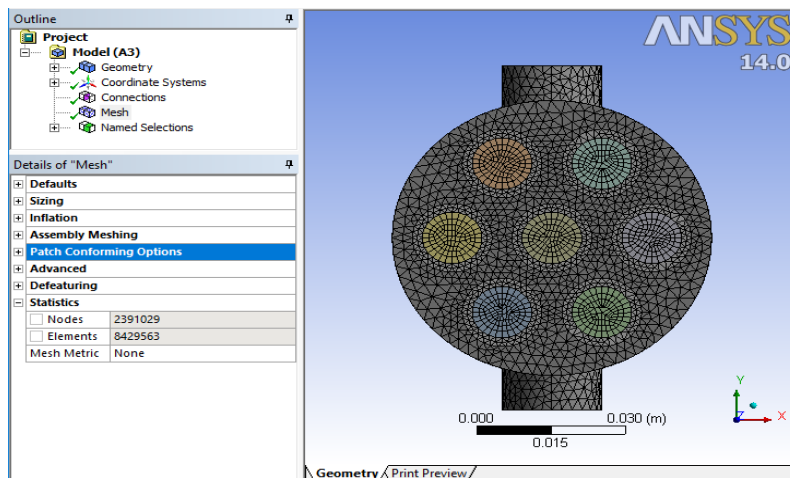 Outline
Project
Model (A3)
Geometry
Coordinate Systems
Connections
Mesh
Named Selections
Details of "Mesh"
Defaults
Sizing
Inflation
Assembly Meshing
Patch Conforming Options
Advanced
Defeaturing
Statistics
Nodes 2391029
Elements 8429563
Mesh Metric None
ANSYS
14.0
0.000 0.030 (m)
0.015
Y
Z X
Geometry Print Preview